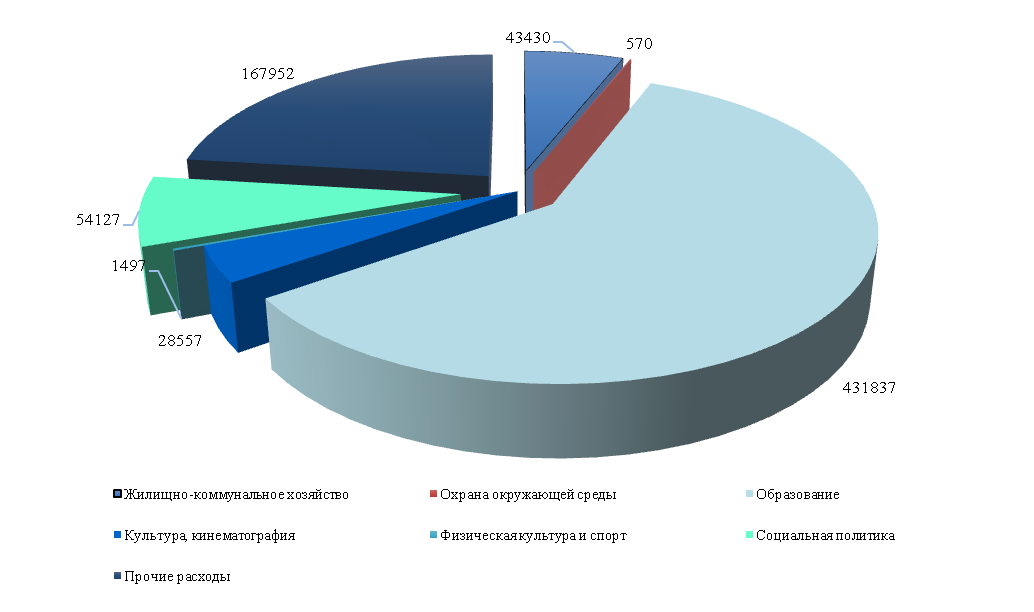 43430
570
167952
54127
1497
28557
431837
Жилищно-коммунальное хозяйство
Охрана окружающей среды
Образование
Культура, кинематография
Физическая культура и спорт
Социальная политика
Прочие расходы